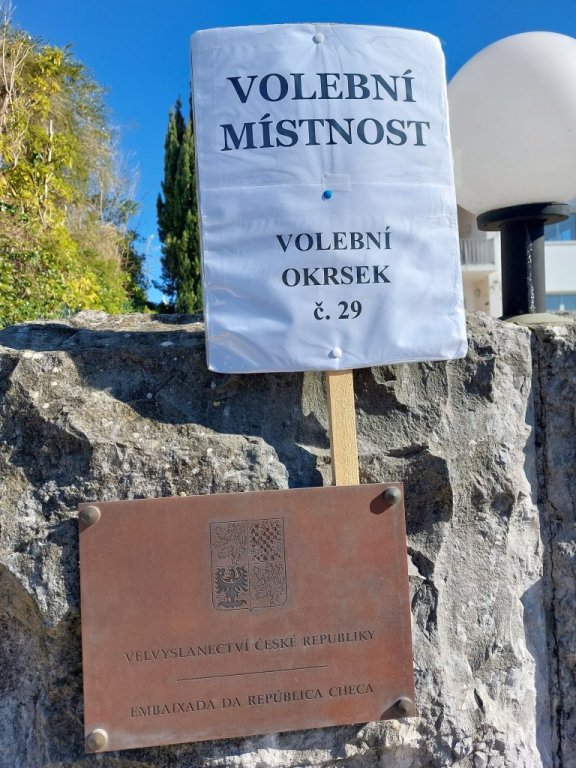 VOLEBNÍ
MÍSTNOST
VOLEBNÍ
OKRSEK
č. 29
VELVYSLANECTVÍ ČESKÉ REPUBLIKY
EMBAIXADA DA REPÚBLICA CHECA